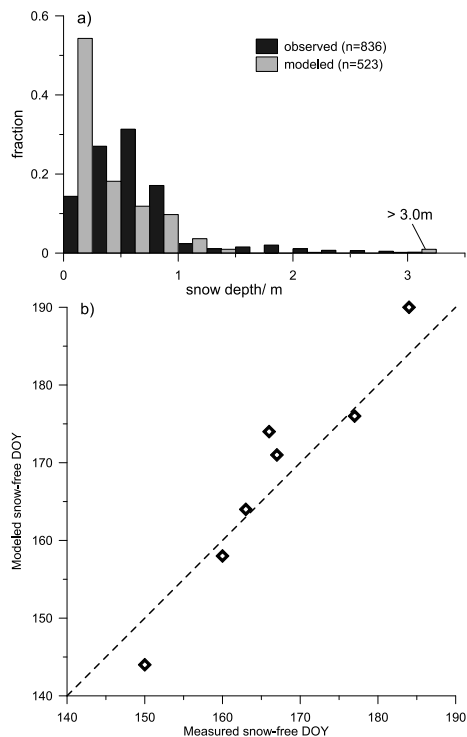 a)
0.6
0.4
0.2
0
fraction
observed (n=836)
modeled (n=523)
> 3.0m
0 1 2 3
snow depth/ m
b)
190
180
170
160
150
140
Modeled snow-free DOY
140 150 160 170 180 190
Measured snow-free DOY